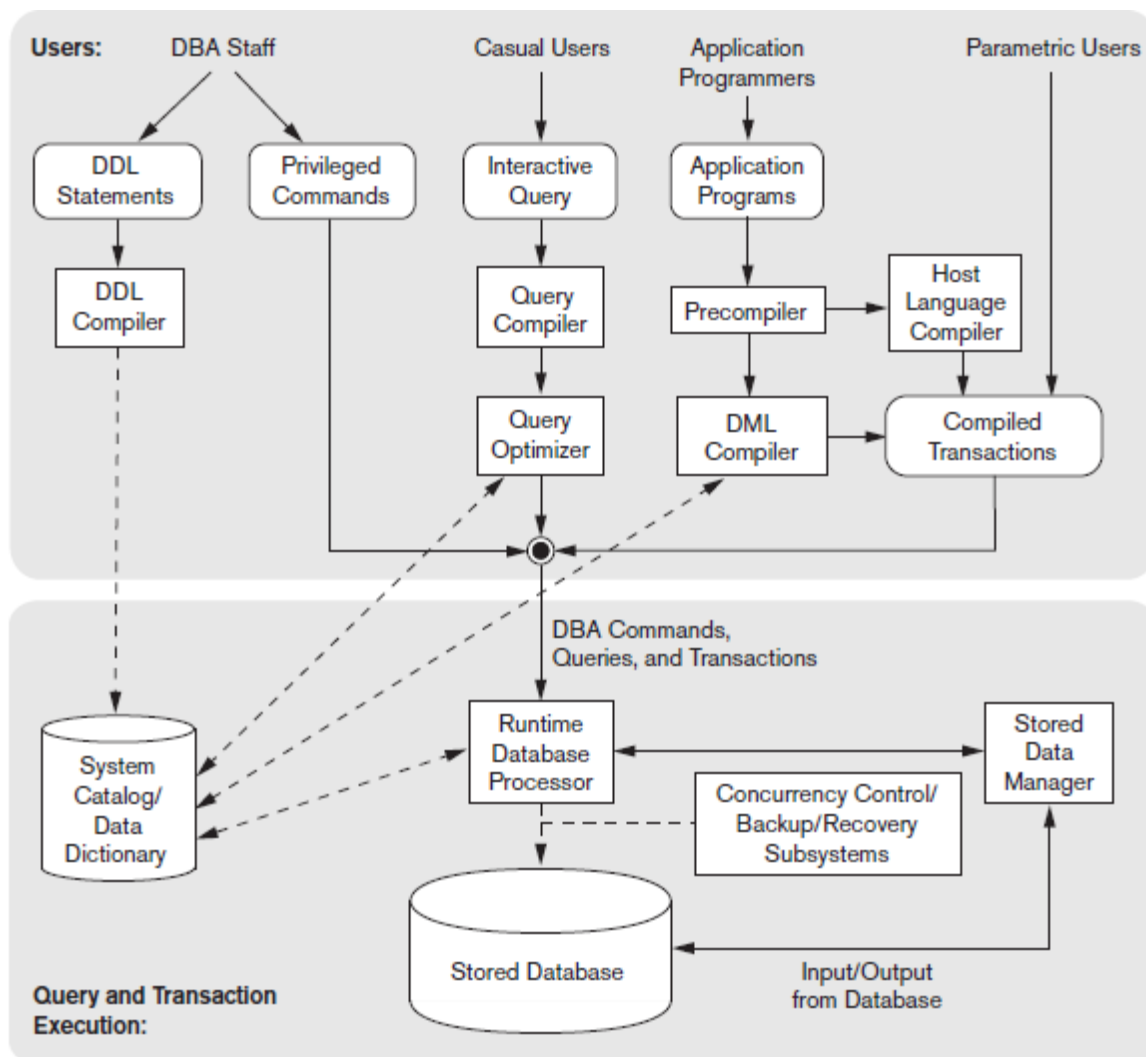 Users:
DBA Staff
Casual Users
Application
Programmers
Parametric Users
DDL
Statements
Privileged
Commands
Interactive
Query
Application
Programs
DDL
Compiler
Query
Compiler
Precompiler
Host
Language
Compiler
Query
Optimizer
DML
Compiler
Compiled
Transactions
DBA Commands,
Queries, and Transactions
System
Catalog/
Data
Dictionary
Runtime
Database
Processor
Stored
Data
Manager
Concurrency Control/
Backup/Recovery
Subsystems
Stored Database
Input/Output
from Database
Query and Transaction
Execution: